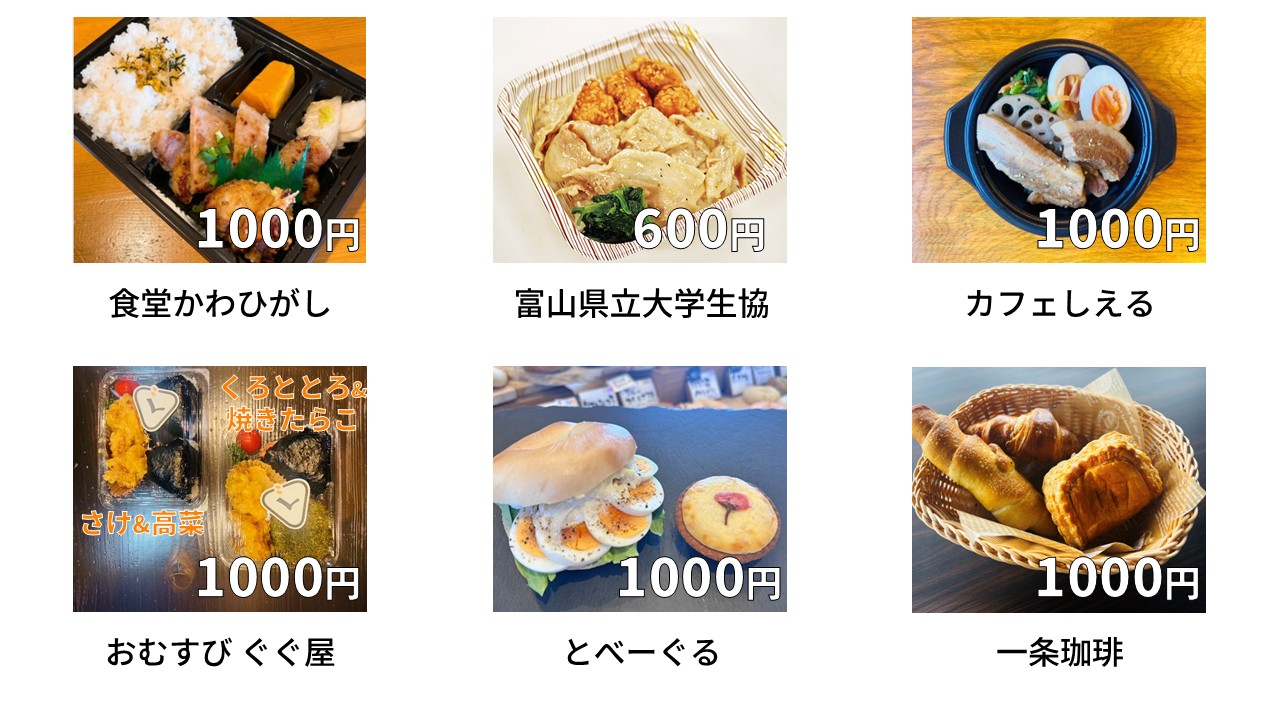 1000円
600円
1000円
食堂かわひがし
富山県立大学生協
カフェしえる
くろととろ&
焼きたらこ
さけ&高菜
1000円
1000円
1000円
おむすび ぐぐ屋
とべーぐる
一条珈琲